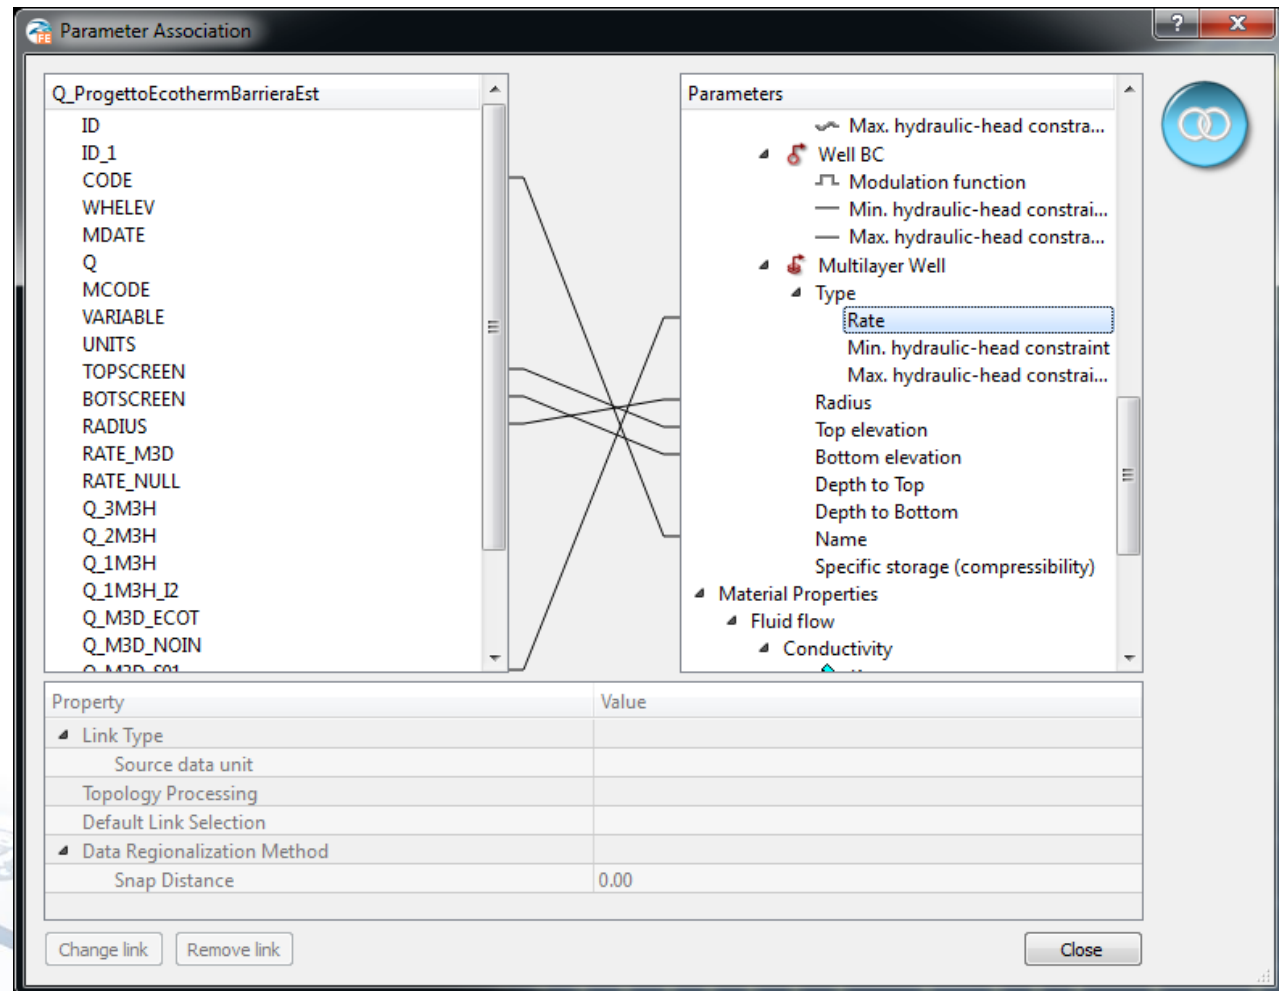 Parameter Association
Q_ProgettoEcothermBarrieraEst
ID
ID_1
CODE
WHELEV
MDATE
Q
MCODE
VARIABLE
UNITS
TOPSCREEN
BOTSCREEN
RADIUS
RATE_M3D
RATE_NULL
Q_3M3H
Q_2M3H
Q_1M3H
Q_1M3H_I2
Q_M3D_ECOT
Q_M3D_NOIN
Q_M3D_S01
Parameters
Max. hydraulic-head constra...
Well BC
Modulation function
Min. hydraulic-head constrai...
Max. hydraulic-head constra...
Multilayer Well
Type
Rate
Min. hydraulic-head constraint
Max. hydraulic-head constrai...
Radius
Top elevation
Bottom elevation
Depth to Top
Depth to Bottom
Name
Specific storage (compressibility)
Material Properties
Fluid flow
Conductivity
Property Value
Link Type
Source data unit
Topology Processing
Default Link Selection
Data Regionalization Method
Snap Distance 0.00
Change link Remove link Close